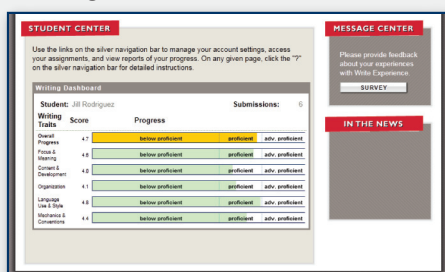 STUDENT CENTER
Use the links on the silver navigation bar to manage your account settings, access
your assignments, and view reports of your progress. On any given page, click the "?"
on the silver navigation bar for detailed instructions.
Writing Dashboard
Student: Jill Rodriguez Submissions: 6
Writing Traits Score Progress
Overall Progress 4.7 below proficient proficient adv. proficient
Focus & Meaning 4.8 below proficient proficient adv. proficient
Content & Development 4.0 below proficient proficient adv. proficient
Organization 4.1 below proficient proficient adv. proficient
Language Use & Style 4.8 below proficient proficient adv. proficient
Mechanics & Conventions 4.4 below proficient proficient adv. proficient
MESSAGE CENTER
Please provide feedback
about your experiences
with Write Experience.
SURVEY
IN THE NEWS